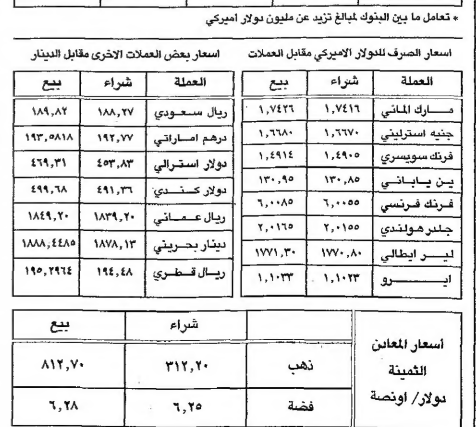 * تعامل ما بين البنوك لمبالغ تزيد عن مليون دولار أميركي
اسعار الصرف للدولار الاميركي مقابل العملات
العملة شراء بيع
مارك الماني ١,٧٤١٦ ١,٧٤٢٦
جنيه استرليني ١,٦٦٧٠ ١,٦٦٨٠
فرنك سويسري ١,٤٩٠٥ ١,٤٩١٤
ين ياباني ١٣٠,٨٥ ١٣٠,٩٥
فرنك فرنسي ٦,٠٠٥٥ ٦,٠٠٨٥
جلدر هولندي ٢,٠١٥٥ ٢,٠١٦٥
لير ايطالي ١٧٧٠,٨٠ ١٧٧١,٣٠
ايرو ١,١٠٢٣ ١,١٠٣٣
اسعار بعض العملات الاخرى مقابل الدينار
العملة شراء بيع
ريال سعودي ١٨٨,٢٧ ١٨٩,٨٢
درهم اماراتي ١٩٢,٧٧ ١٩٣,٥٨١٨
دولار استرالي ٤٥٣,٨٣ ٤٦٩,٣١
دولار كندي ٤٩١,٣٦ ٤٩٩,٦٨
ريال عماني ١٨٣٩,٢٠ ١٨٤٩,٢٠
دينار بحريني ١٨٧٨,١٣ ١٨٨٨,٤٤٨٥
ريال قطري ١٩٤,٤٨ ١٩٥,٢٩٦٤
أسعار المعادن
الثمينة
دولار/ اونصة
شراء بيع
ذهب ٣١٢,٢٠ ٨١٢,٧٠
فضة ٦,٢٥ ٦,٢٨